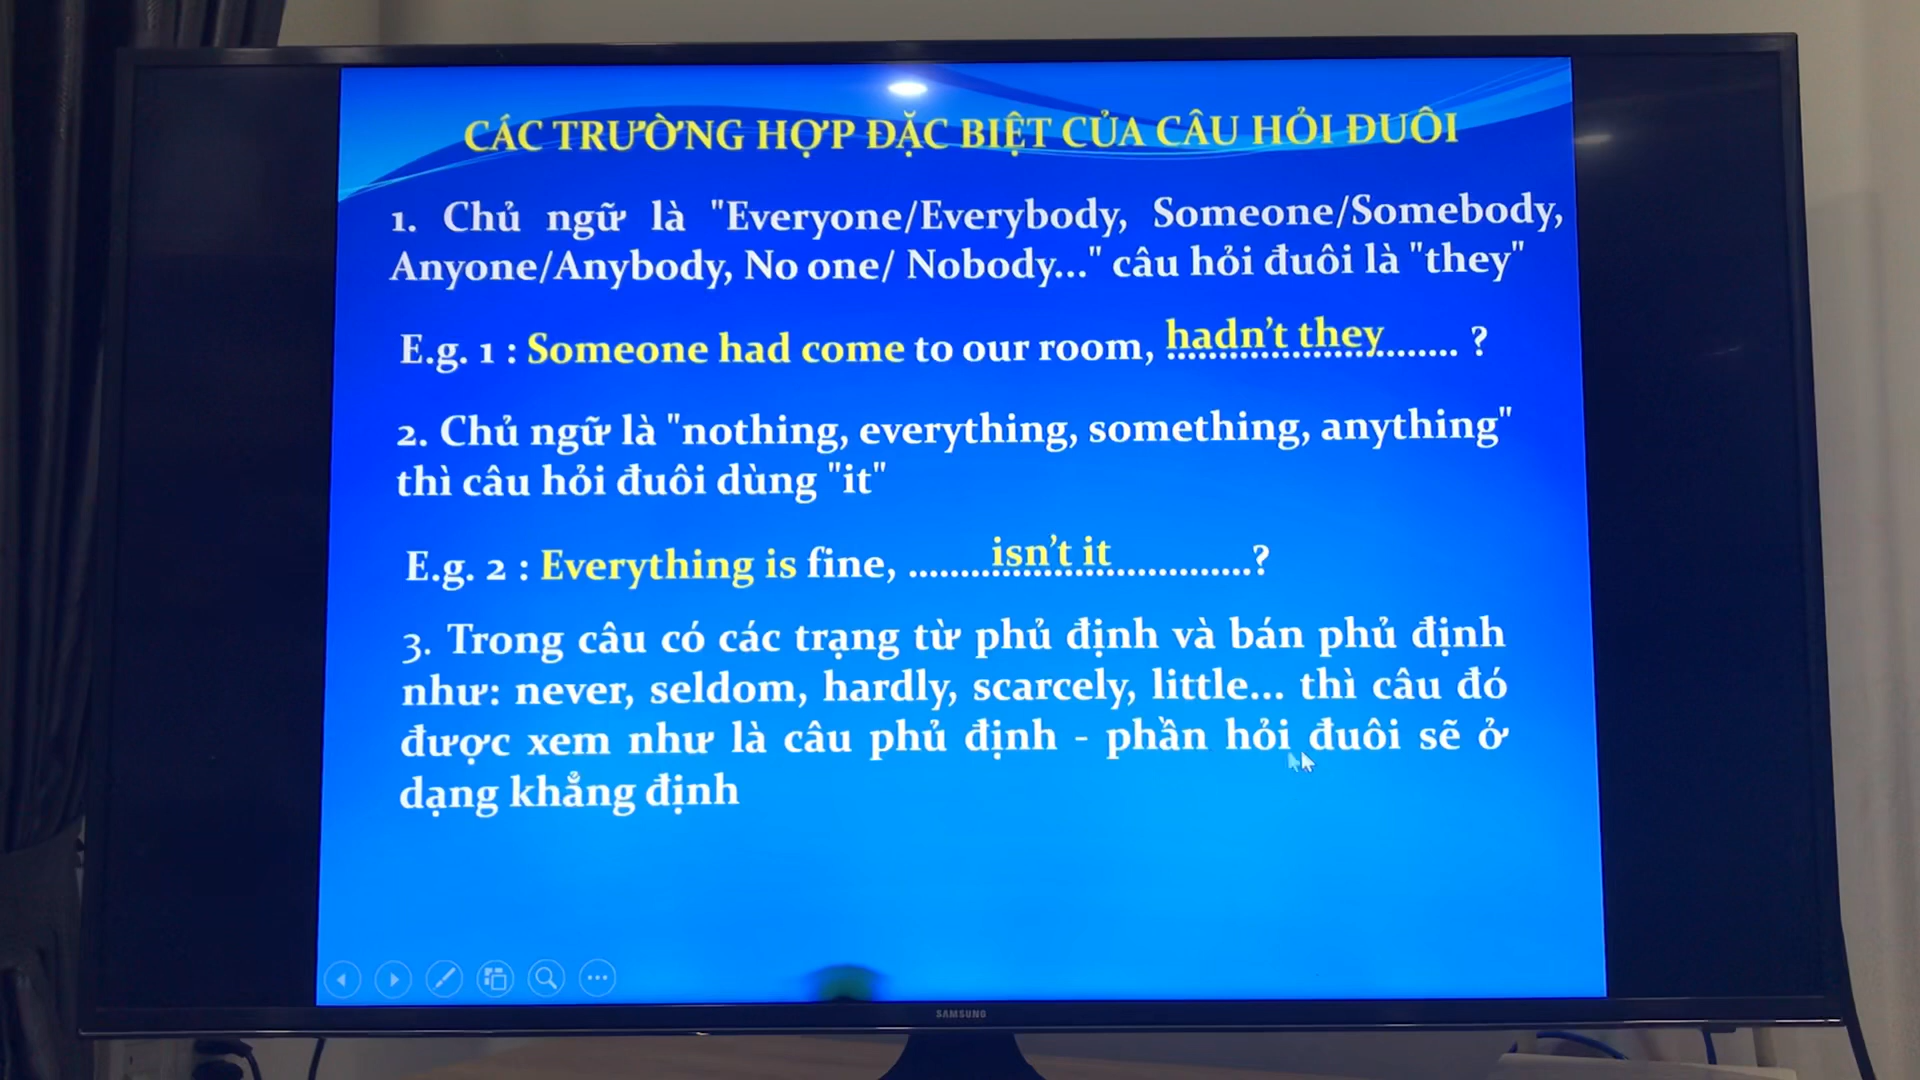 CÁC TRƯỜNG HỢP ĐẶC BIỆT CỦA CÂU HỎI ĐUÔI
1. Chủ ngữ là "Everyone/Everybody, Someone/Somebody,
Anyone/Anybody, No one/ Nobody..." câu hỏi đuôi là "they"
E.g. 1 : Someone had come to our room, hadn't they ?
2. Chủ ngữ là "nothing, everything, something, anything"
thì câu hỏi đuôi dùng "it"
E.g. 2 : Everything is fine, .......isn't it..............?
3. Trong câu có các trạng từ phủ định và bán phủ định
như: never, seldom, hardly, scarcely, little... thì câu đó
được xem như là câu phủ định - phần hỏi đuôi sẽ ở
dạng khẳng định
SAMSUNG